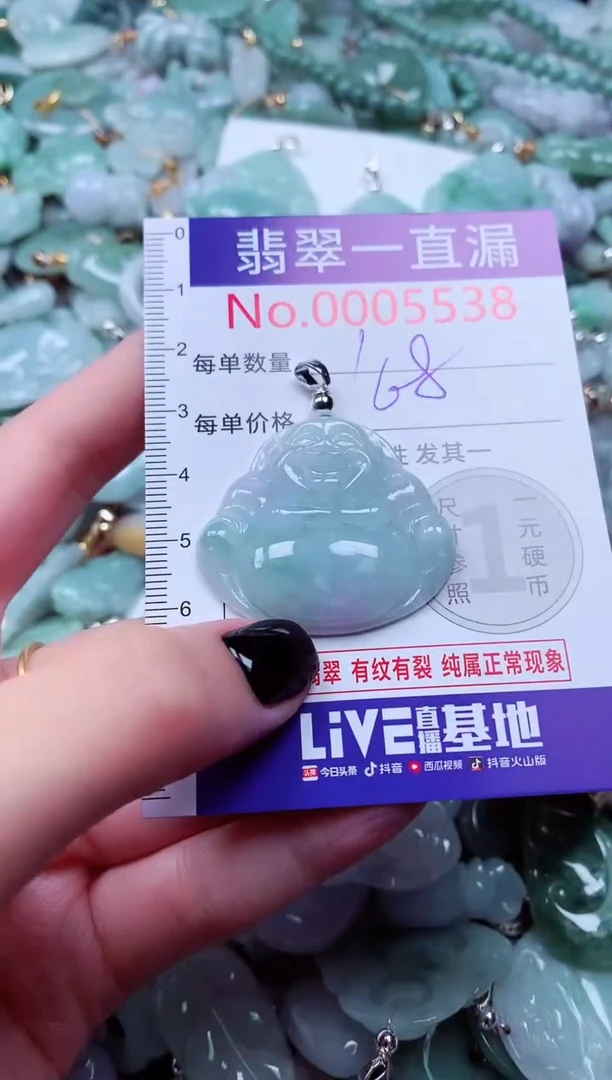 翡翠一直漏
No.0005538
每单数量
168
每单价格
性发其一
0
1
2
3
4
5
6
尺寸参照
1
一元硬币
翡翠 有纹有裂 纯属正常现象
LiVE直播基地
头条 今日头条 抖音 西瓜视频 抖音火山版